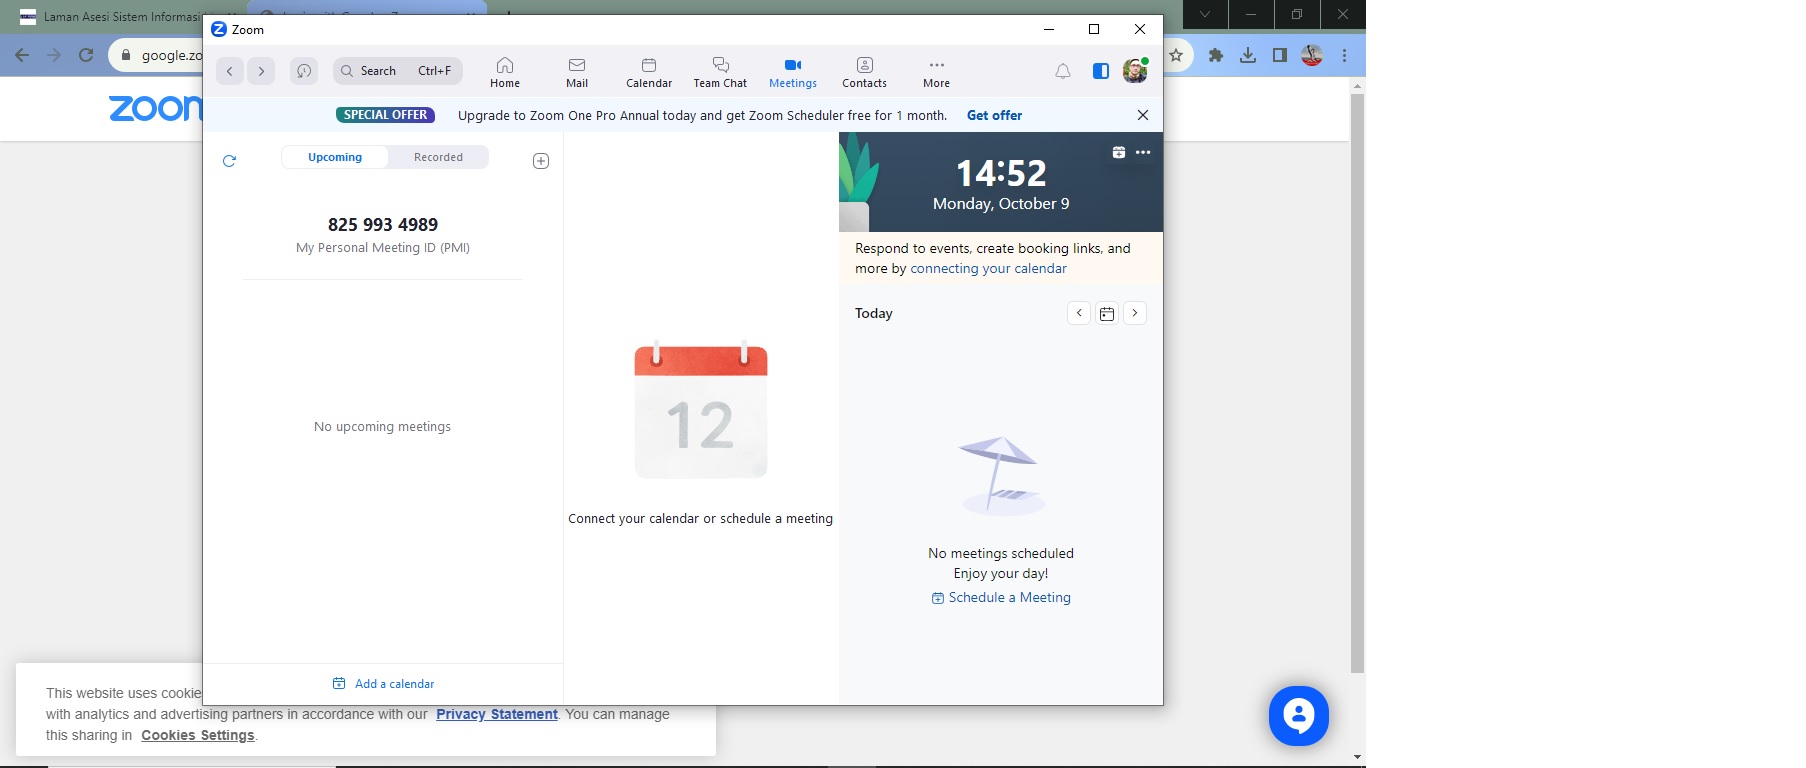 Laman Asesi Sistem Informasi
google.zo
zoom
Zoom
Search Ctrl+F
Home
Mail
Calendar
Team Chat
Meetings
Contacts
More
SPECIAL OFFER Upgrade to Zoom One Pro Annual today and get Zoom Scheduler free for 1 month. Get offer
Upcoming
Recorded
825 993 4989
My Personal Meeting ID (PMI)
No upcoming meetings
Add a calendar
12
Connect your calendar or schedule a meeting
14:52
Monday, October 9
Respond to events, create booking links, and
more by connecting your calendar
Today
No meetings scheduled
Enjoy your day!
Schedule a Meeting
This website uses cookie
with analytics and advertising partners in accordance with our Privacy Statement. You can manage
this sharing in Cookies Settings.